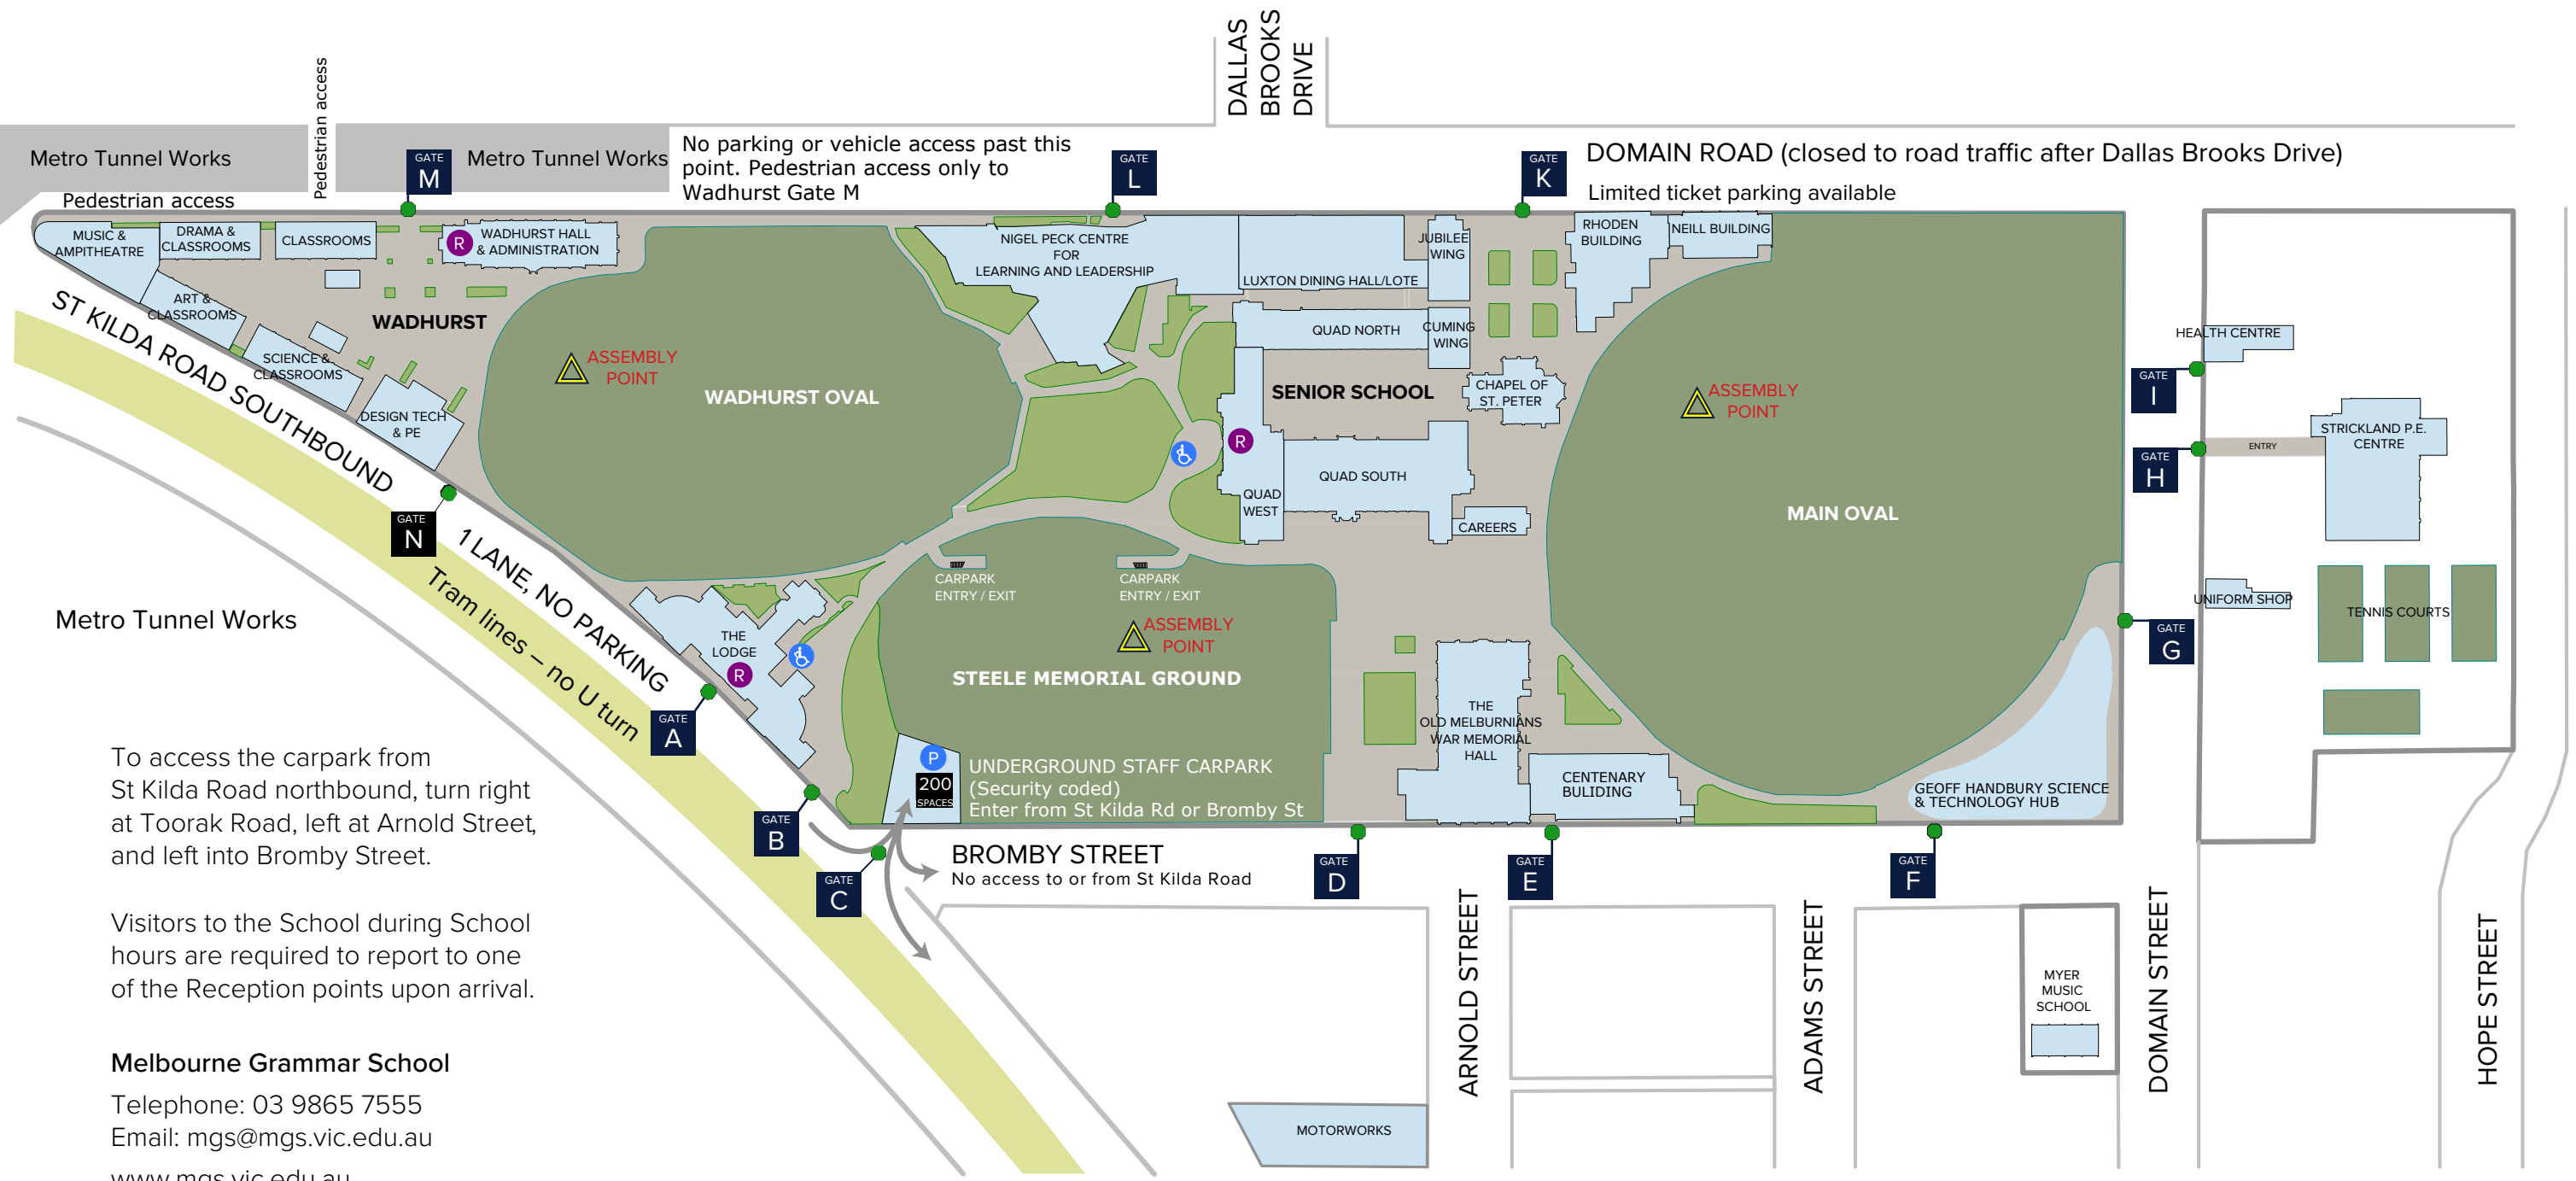 DALLAS
BROOKS
DRIVE
Pedestrian access
Metro Tunnel Works
GATE
M
Metro Tunnel Works
No parking or vehicle access past this
point. Pedestrian access only to
Wadhurst Gate M
GATE
L
GATE
K
DOMAIN ROAD (closed to road traffic after Dallas Brooks Drive)
Limited ticket parking available
Pedestrian access
MUSIC &
AMPITHEATRE
DRAMA &
CLASSROOMS
CLASSROOMS
R
WADHURST HALL
& ADMINISTRATION
NIGEL PECK CENTRE
FOR
LEARNING AND LEADERSHIP
LUXTON DINING HALL/LOTE
JUBILEE
WING
RHODEN
BUILDING
NEILL BUILDING
ART &
CLASSROOMS
WADHURST
SCIENCE &
CLASSROOMS
DESIGN TECH
& PE
ST KILDA ROAD SOUTHBOUND
ASSEMBLY
POINT
WADHURST OVAL
QUAD NORTH
CUMING
WING
SENIOR SCHOOL
CHAPEL OF
ST. PETER
R
QUAD SOUTH
QUAD
WEST
CAREERS
ASSEMBLY
POINT
MAIN OVAL
HEALTH CENTRE
GATE
I
GATE
H
ENTRY
STRICKLAND P.E.
CENTRE
UNIFORM SHOP
TENNIS COURTS
GATE
G
GATE
N
1 LANE, NO PARKING
Tram lines – no U turn
Metro Tunnel Works
CARPARK
ENTRY / EXIT
CARPARK
ENTRY / EXIT
THE
LODGE
R
ASSEMBLY
POINT
STEELE MEMORIAL GROUND
GATE
A
P
200
SPACES
UNDERGROUND STAFF CARPARK
(Security coded)
Enter from St Kilda Rd or Bromby St
THE
OLD MELBURNIANS
WAR MEMORIAL
HALL
CENTENARY
BULIDING
GEOFF HANDBURY SCIENCE
& TECHNOLOGY HUB
GATE
B
GATE
C
BROMBY STREET
No access to or from St Kilda Road
GATE
D
GATE
E
GATE
F
ARNOLD STREET
ADAMS STREET
DOMAIN STREET
HOPE STREET
MYER
MUSIC
SCHOOL
MOTORWORKS
To access the carpark from
St Kilda Road northbound, turn right
at Toorak Road, left at Arnold Street,
and left into Bromby Street.
Visitors to the School during School
hours are required to report to one
of the Reception points upon arrival.
Melbourne Grammar School
Telephone: 03 9865 7555
Email: mgs@mgs.vic.edu.au
www.mgs.vic.edu.au